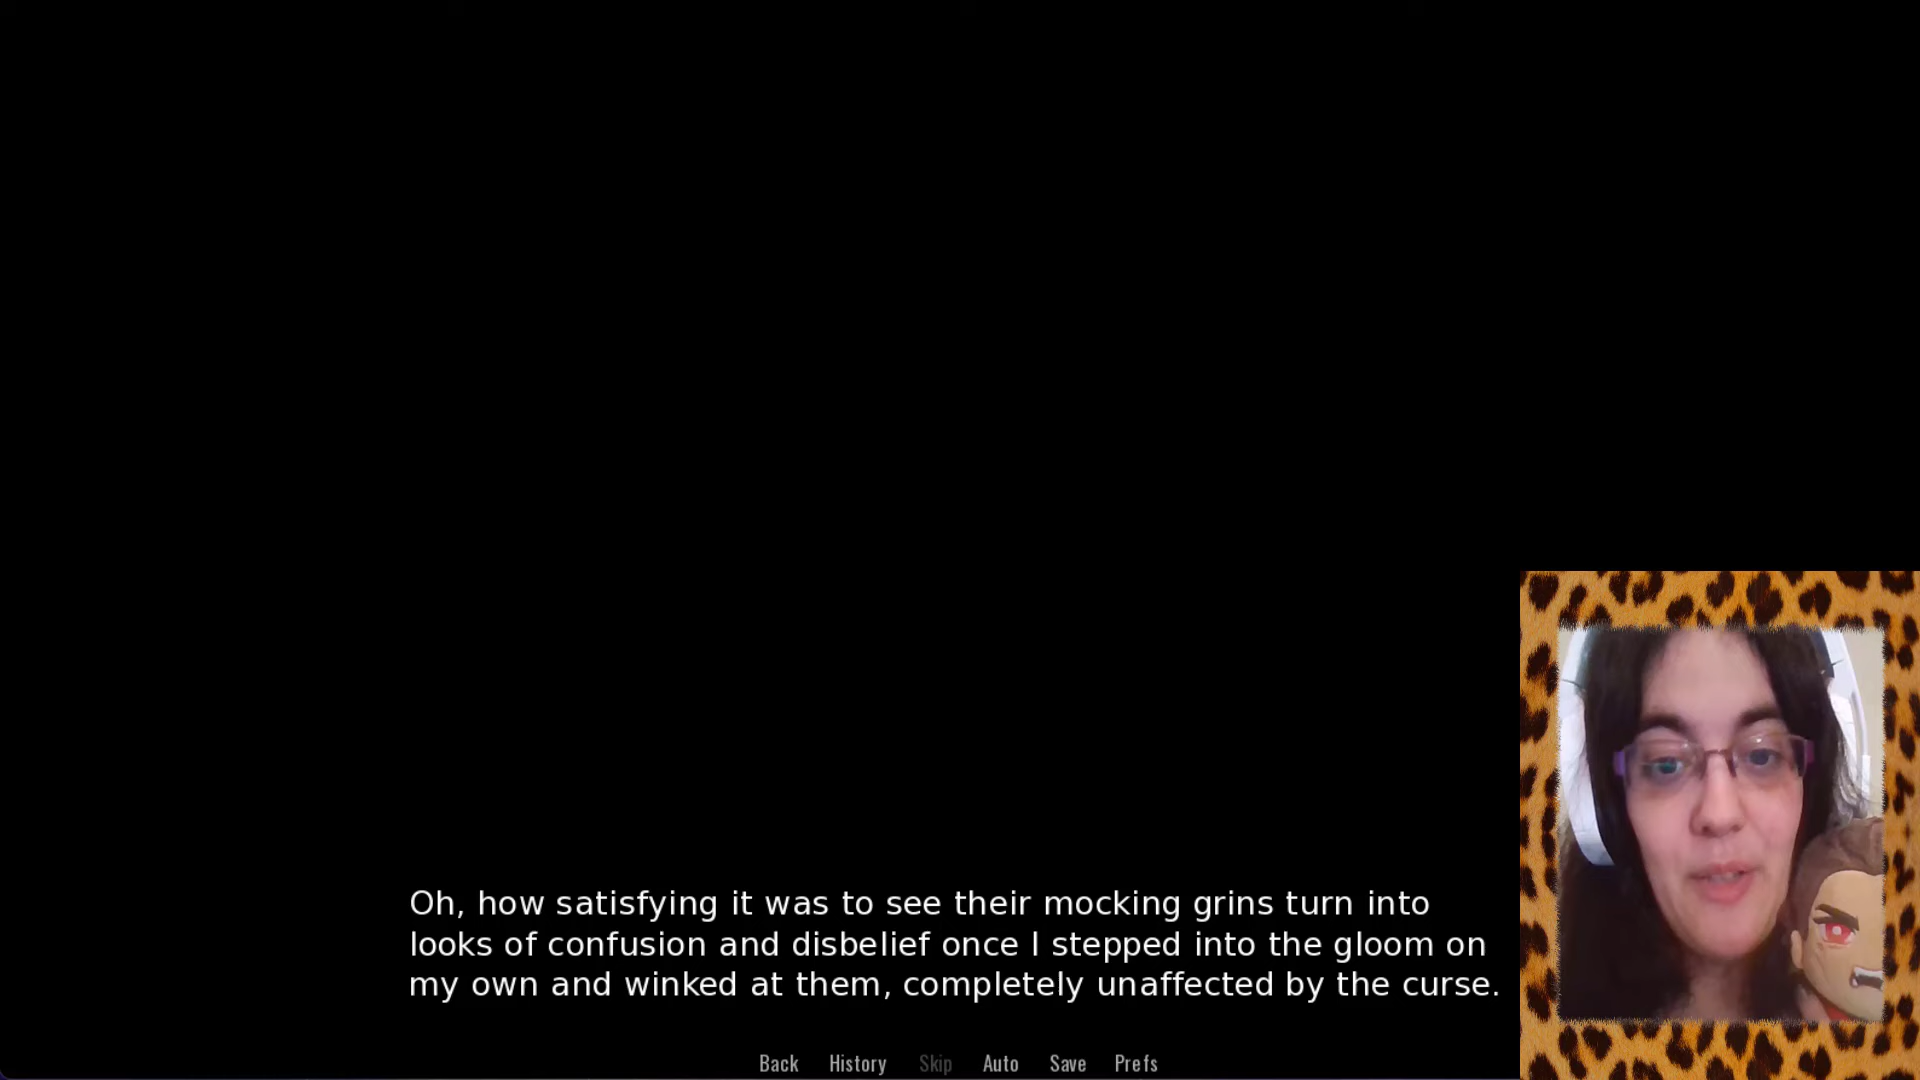 Oh, how satisfying it was to see their mocking grins turn into
looks of confusion and disbelief once I stepped into the gloom on
my own and winked at them, completely unaffected by the curse.
Back History Skip Auto Save Prefs